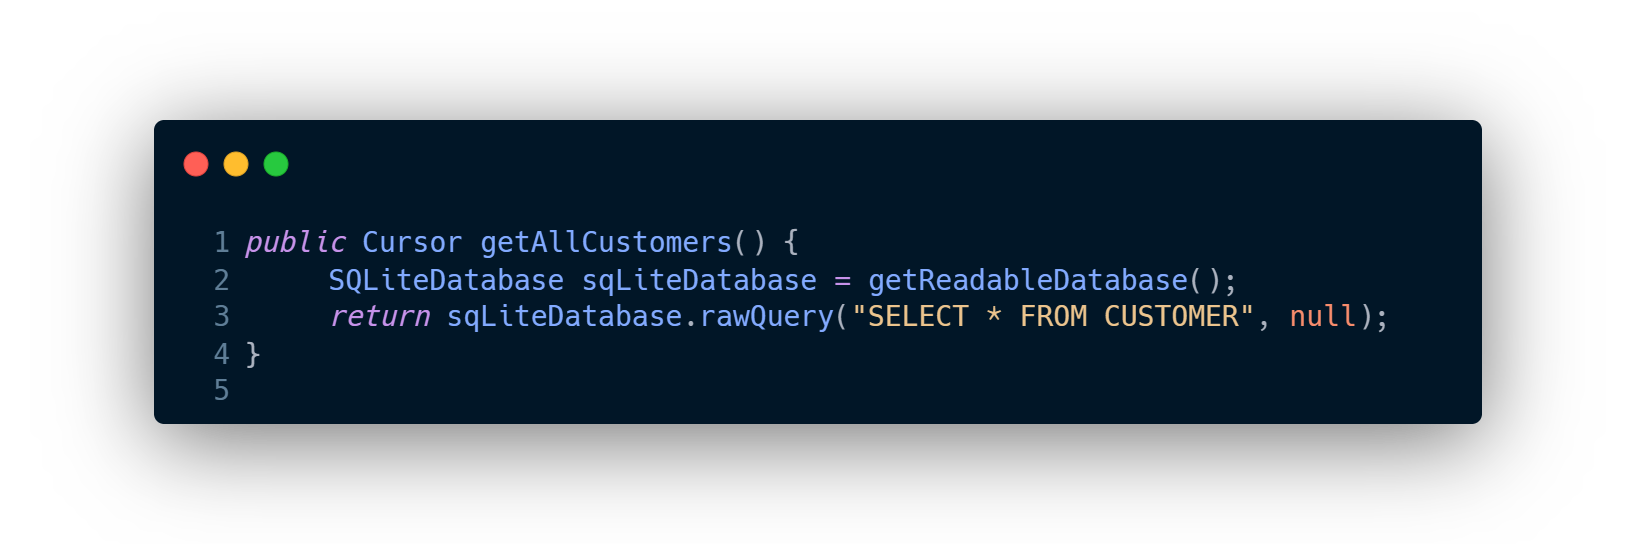 1 public Cursor getAllCustomers() {
2      SQLiteDatabase sqLiteDatabase = getReadableDatabase();
3      return sqLiteDatabase.rawQuery("SELECT * FROM CUSTOMER", null);
4 }
5